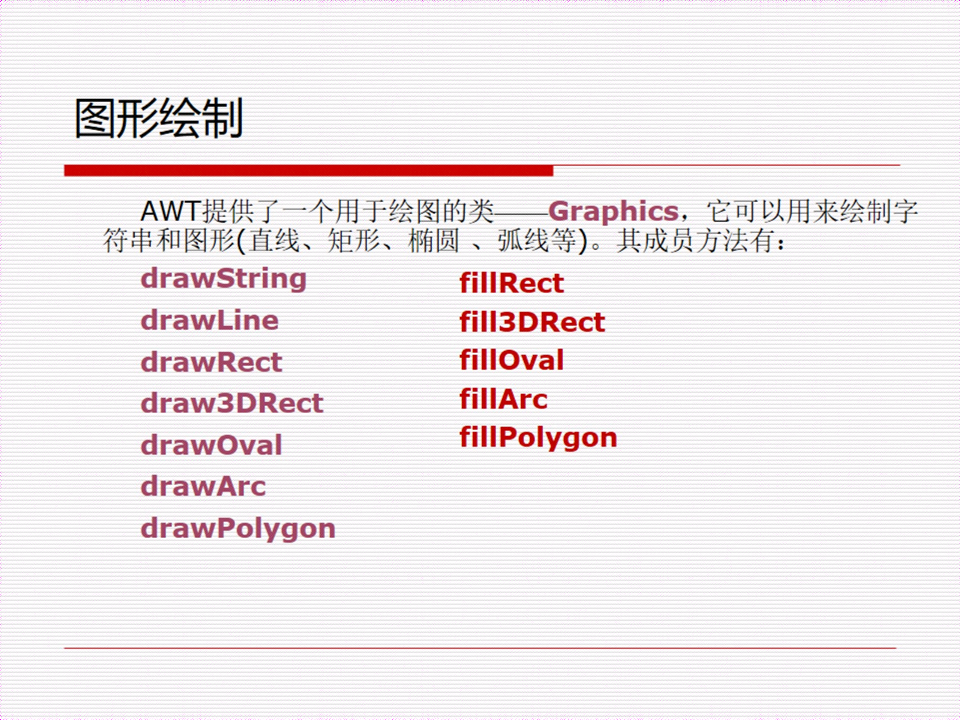 图形绘制
AWT提供了一个用于绘图的类——Graphics，它可以用来绘制字
符串和图形(直线、矩形、椭圆 、弧线等)。其成员方法有：
drawString
drawLine
drawRect
draw3DRect
drawOval
drawArc
drawPolygon
fillRect
fill3DRect
fillOval
fillArc
fillPolygon